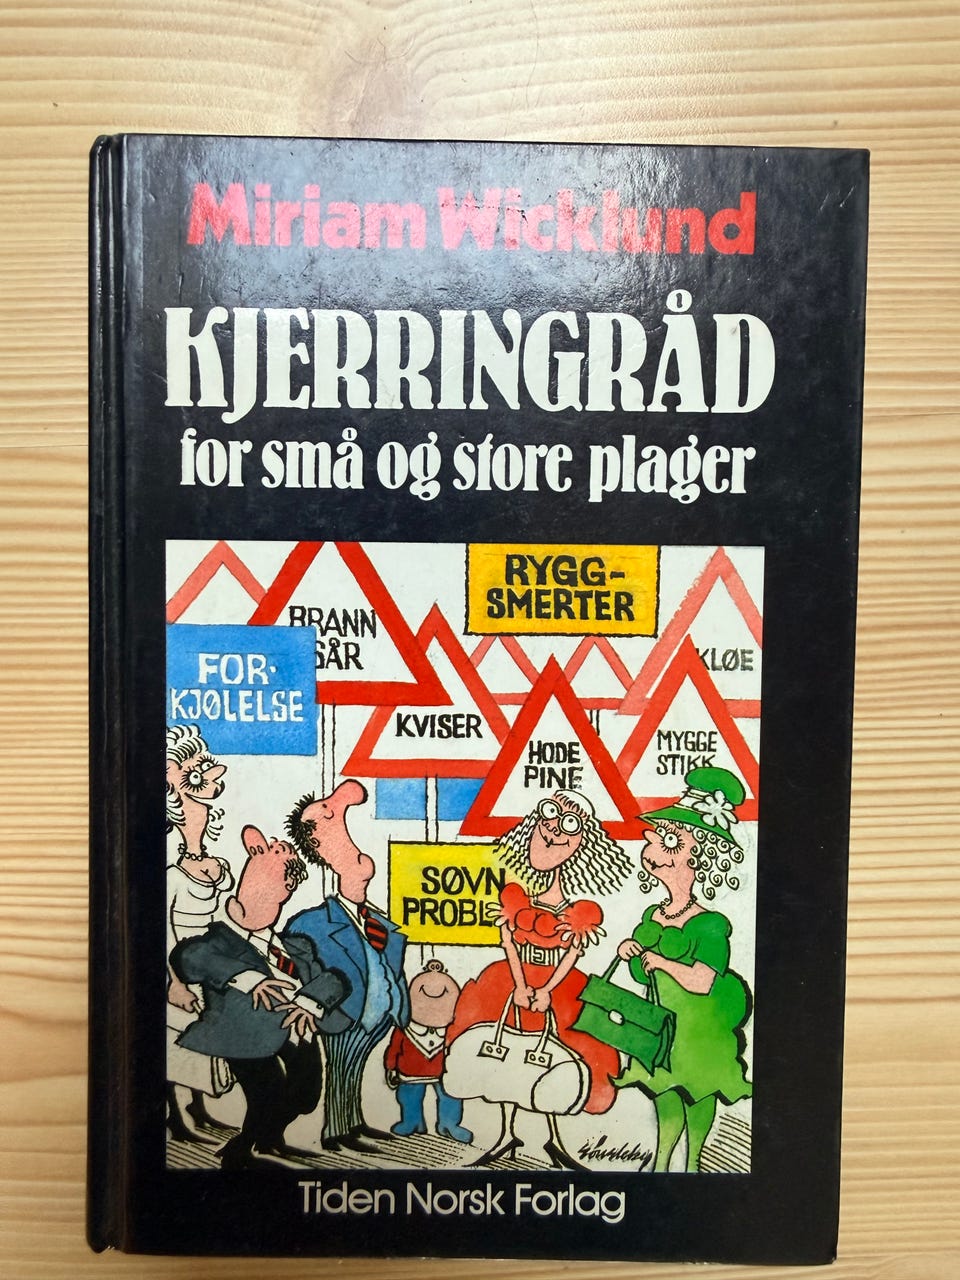 Miriam Wicklund
KJERRINGRÅD
for små og store plager
RYGG-
SMERTER
BRANN
SÅR
FOR-
KJØLELSE
KLØE
KVISER
HODE
PINE
MYGGE
STIKK
SØVN
PROBL
Tiden Norsk Forlag